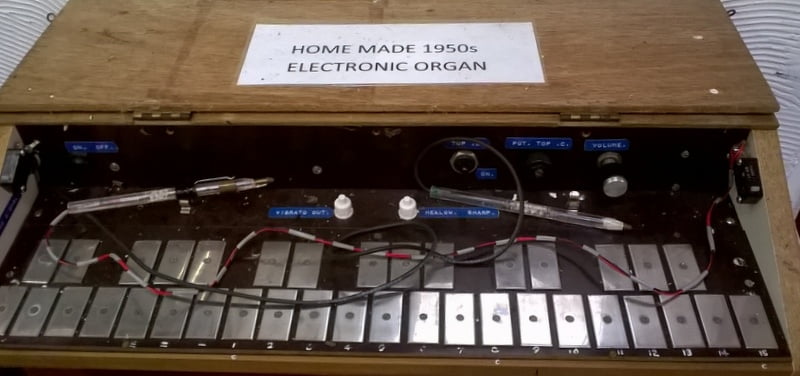 HOME MADE 1950s
ELECTRONIC ORGAN
ON. OFF.
TOP .C.
POT. TOP .C.
VOLUME.
ON.
VIBRATO OUT.
MELLOW. SHARP.
1 2 3 4 5 6 7 8 9 10 11 12 13 14 15
C C C